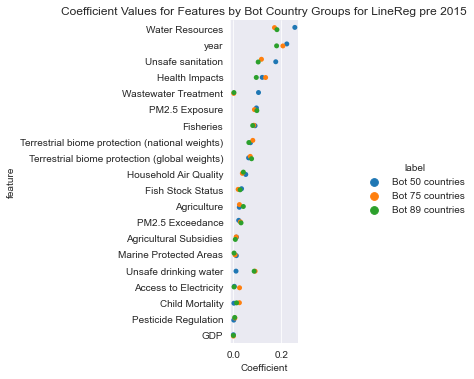 Coefficient Values for Features by Bot Country Groups for LineReg pre 2015
Water Resources
year
Unsafe sanitation
Health Impacts
Wastewater Treatment
PM2.5 Exposure
Fisheries
Terrestrial biome protection (national weights)
Terrestrial biome protection (global weights)
Household Air Quality
Fish Stock Status
Agriculture
PM2.5 Exceedance
Agricultural Subsidies
Marine Protected Areas
Unsafe drinking water
Access to Electricity
Child Mortality
Pesticide Regulation
GDP
feature
0.0 0.2
Coefficient
label
Bot 50 countries
Bot 75 countries
Bot 89 countries